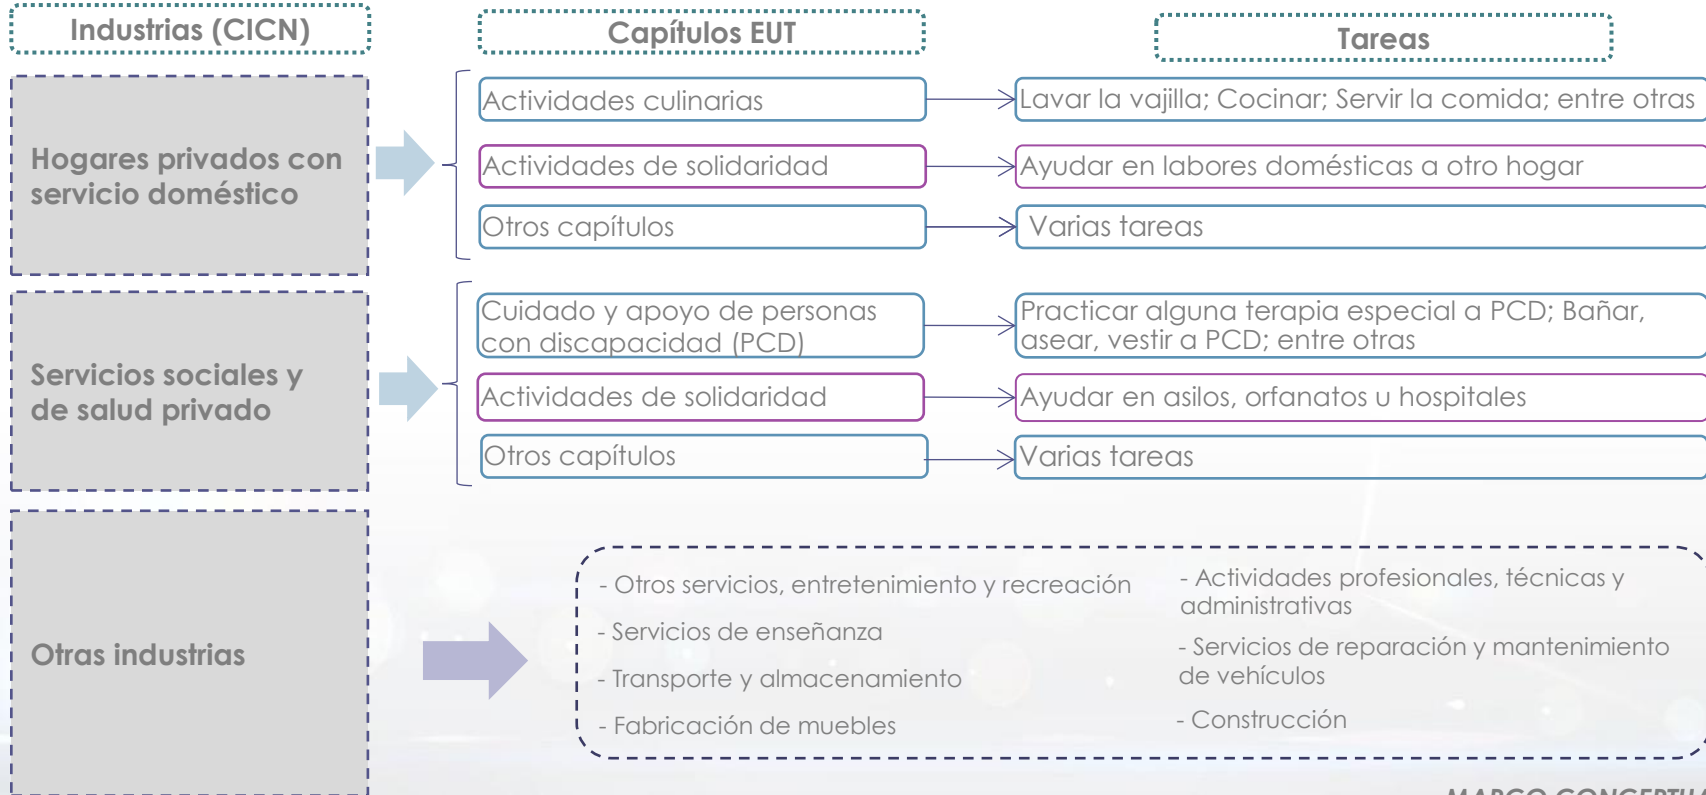 Industrias (CICN)
Capítulos EUT
Tareas
Hogares privados con
servicio doméstico
Actividades culinarias
Lavar la vajilla; Cocinar; Servir la comida; entre otras
Actividades de solidaridad
Ayudar en labores domésticas a otro hogar
Otros capítulos
Varias tareas
Servicios sociales y
de salud privado
Cuidado y apoyo de personas
con discapacidad (PCD)
Practicar alguna terapia especial a PCD; Bañar,
asear, vestir a PCD; entre otras
Actividades de solidaridad
Ayudar en asilos, orfanatos u hospitales
Otros capítulos
Varias tareas
Otras industrias
- Otros servicios, entretenimiento y recreación
- Servicios de enseñanza
- Transporte y almacenamiento
- Fabricación de muebles
- Actividades profesionales, técnicas y
administrativas
- Servicios de reparación y mantenimiento
de vehículos
- Construcción
MARCO